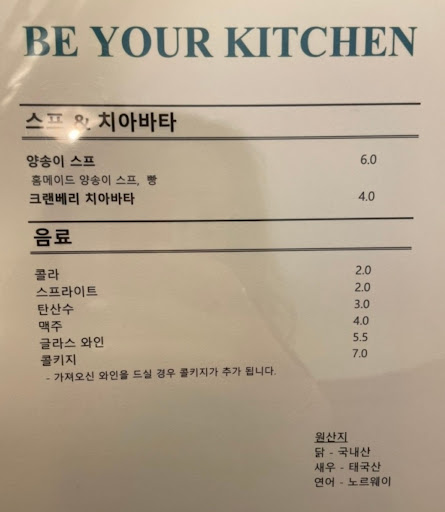 BE YOUR KITCHEN
스프 & 치아바타
양송이 스프 6.0
홈메이드 양송이 스프, 빵
크랜베리 치아바타 4.0
음료
콜라 2.0
스프라이트 2.0
탄산수 3.0
맥주 4.0
글라스 와인 5.5
콜키지 7.0
- 가져오신 와인을 드실 경우 콜키지가 추가 됩니다.
원산지
닭 - 국내산
새우 - 태국산
연어 - 노르웨이